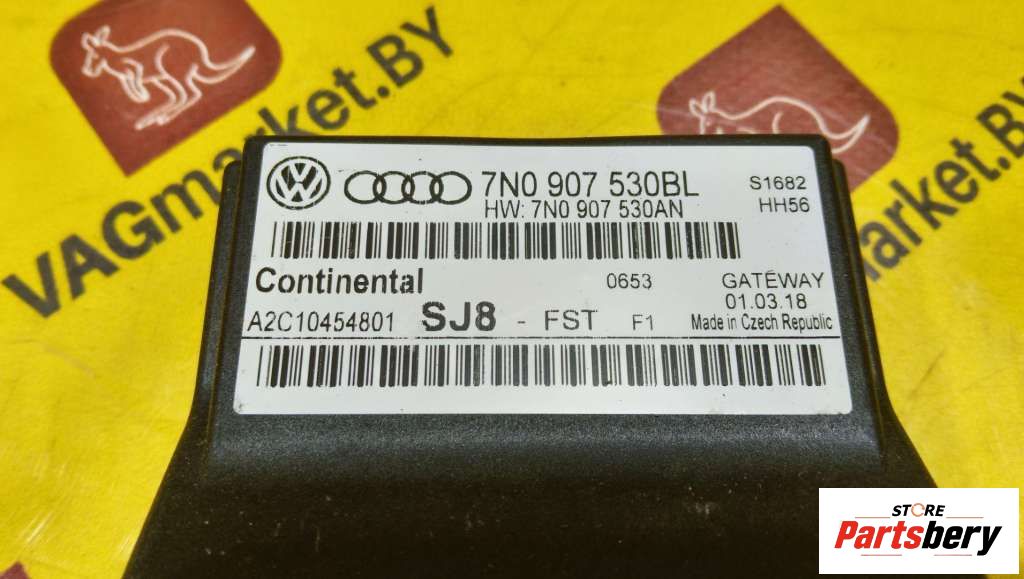 VAGmarket.BY
VAGmarket.BY
7N0 907 530BL
S1682
HW: 7N0 907 530AN
HH56
Continental
0653
GATEWAY
01.03.18
A2C10454801
SJ8 - FST F1
Made in Czech Republic
STORE
Partsbery